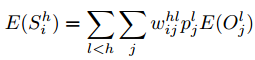 E(S_i^h) = \sum_{l<h} \sum_j w_{ij}^{hl} p_j^l E(O_j^l)